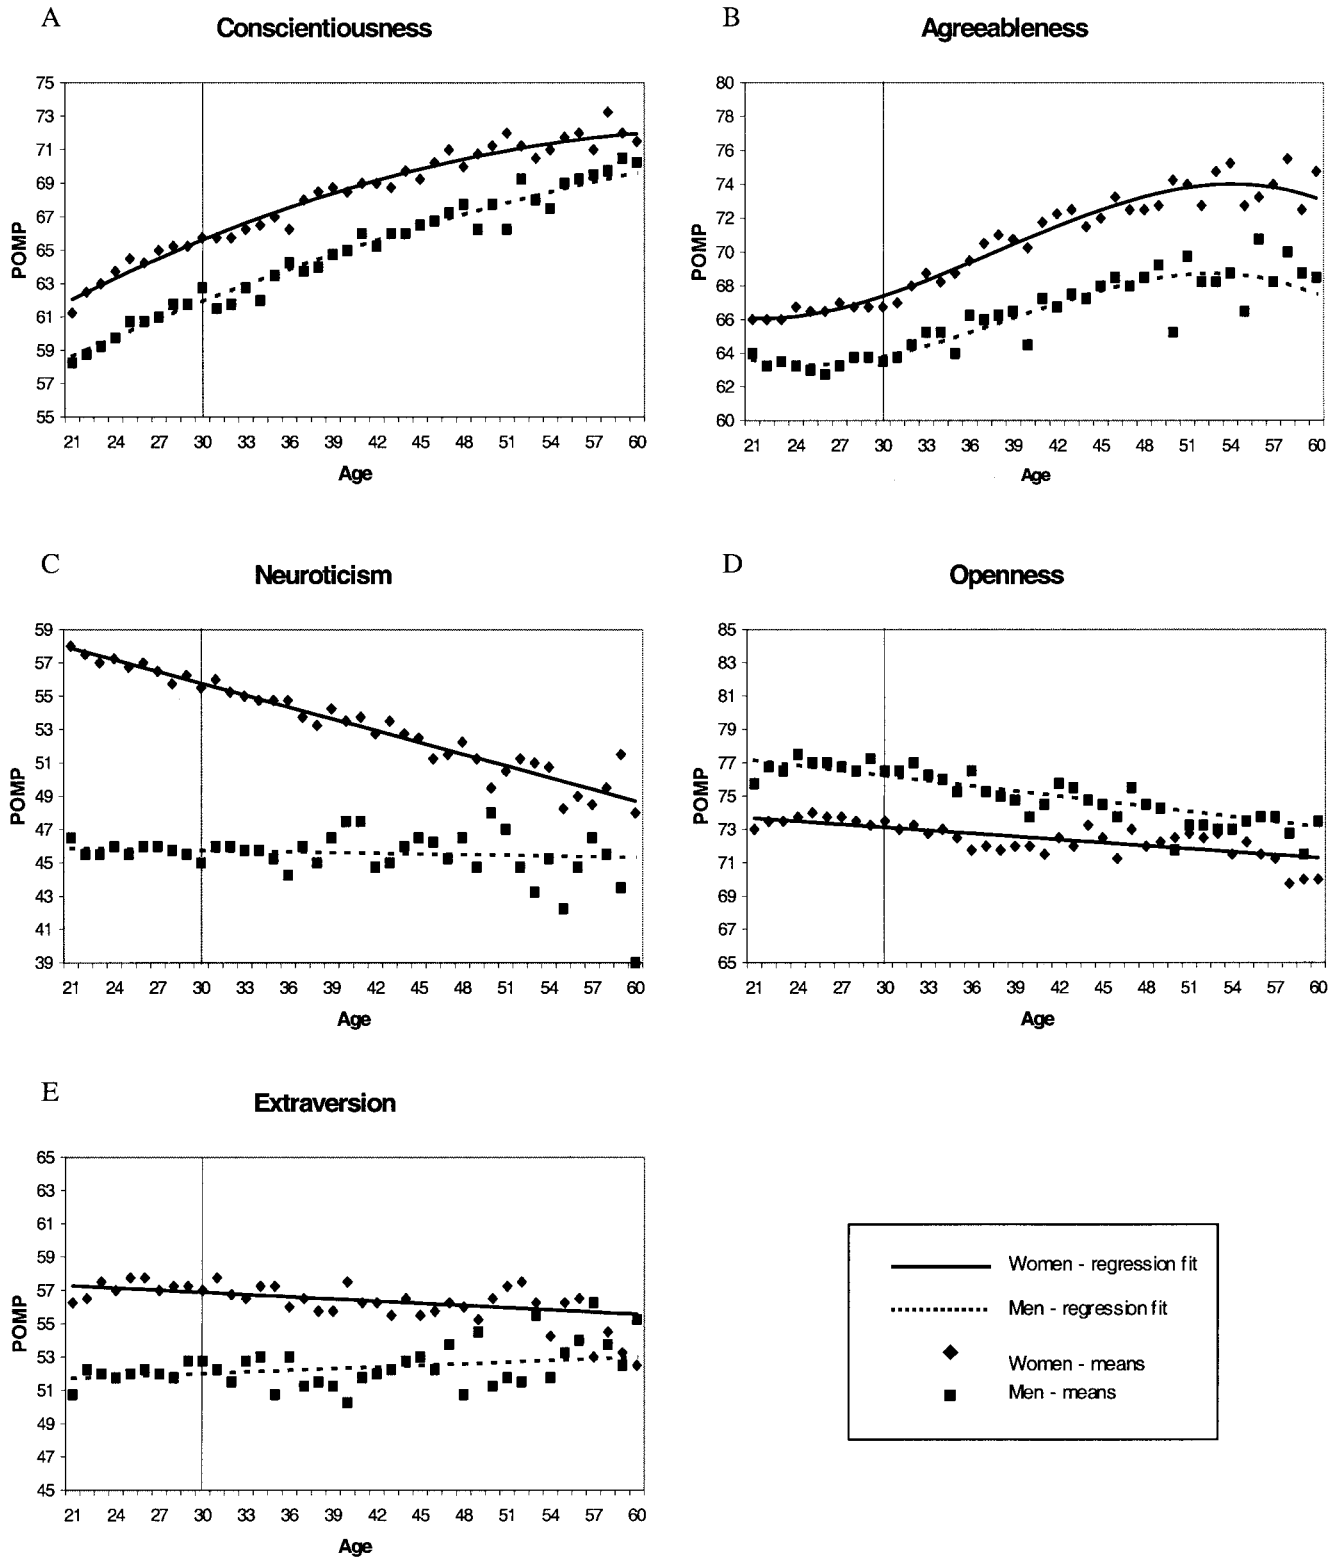 A
Conscientiousness
75
73
71
69
67
65
63
61
59
57
55
POMP
21 24 27 30 33 36 39 42 45 48 51 54 57 60
Age
B
Agreeableness
80
78
76
74
72
70
68
66
64
62
60
POMP
21 24 27 30 33 36 39 42 45 48 51 54 57 60
Age
C
Neuroticism
59
57
55
53
51
49
47
45
43
41
39
POMP
21 24 27 30 33 36 39 42 45 48 51 54 57 60
Age
D
Openness
85
83
81
79
77
75
73
71
69
67
65
POMP
21 24 27 30 33 36 39 42 45 48 51 54 57 60
Age
E
Extraversion
65
63
61
59
57
55
53
51
49
47
45
POMP
21 24 27 30 33 36 39 42 45 48 51 54 57 60
Age
Women - regression fit
Men - regression fit
Women - means
Men - means